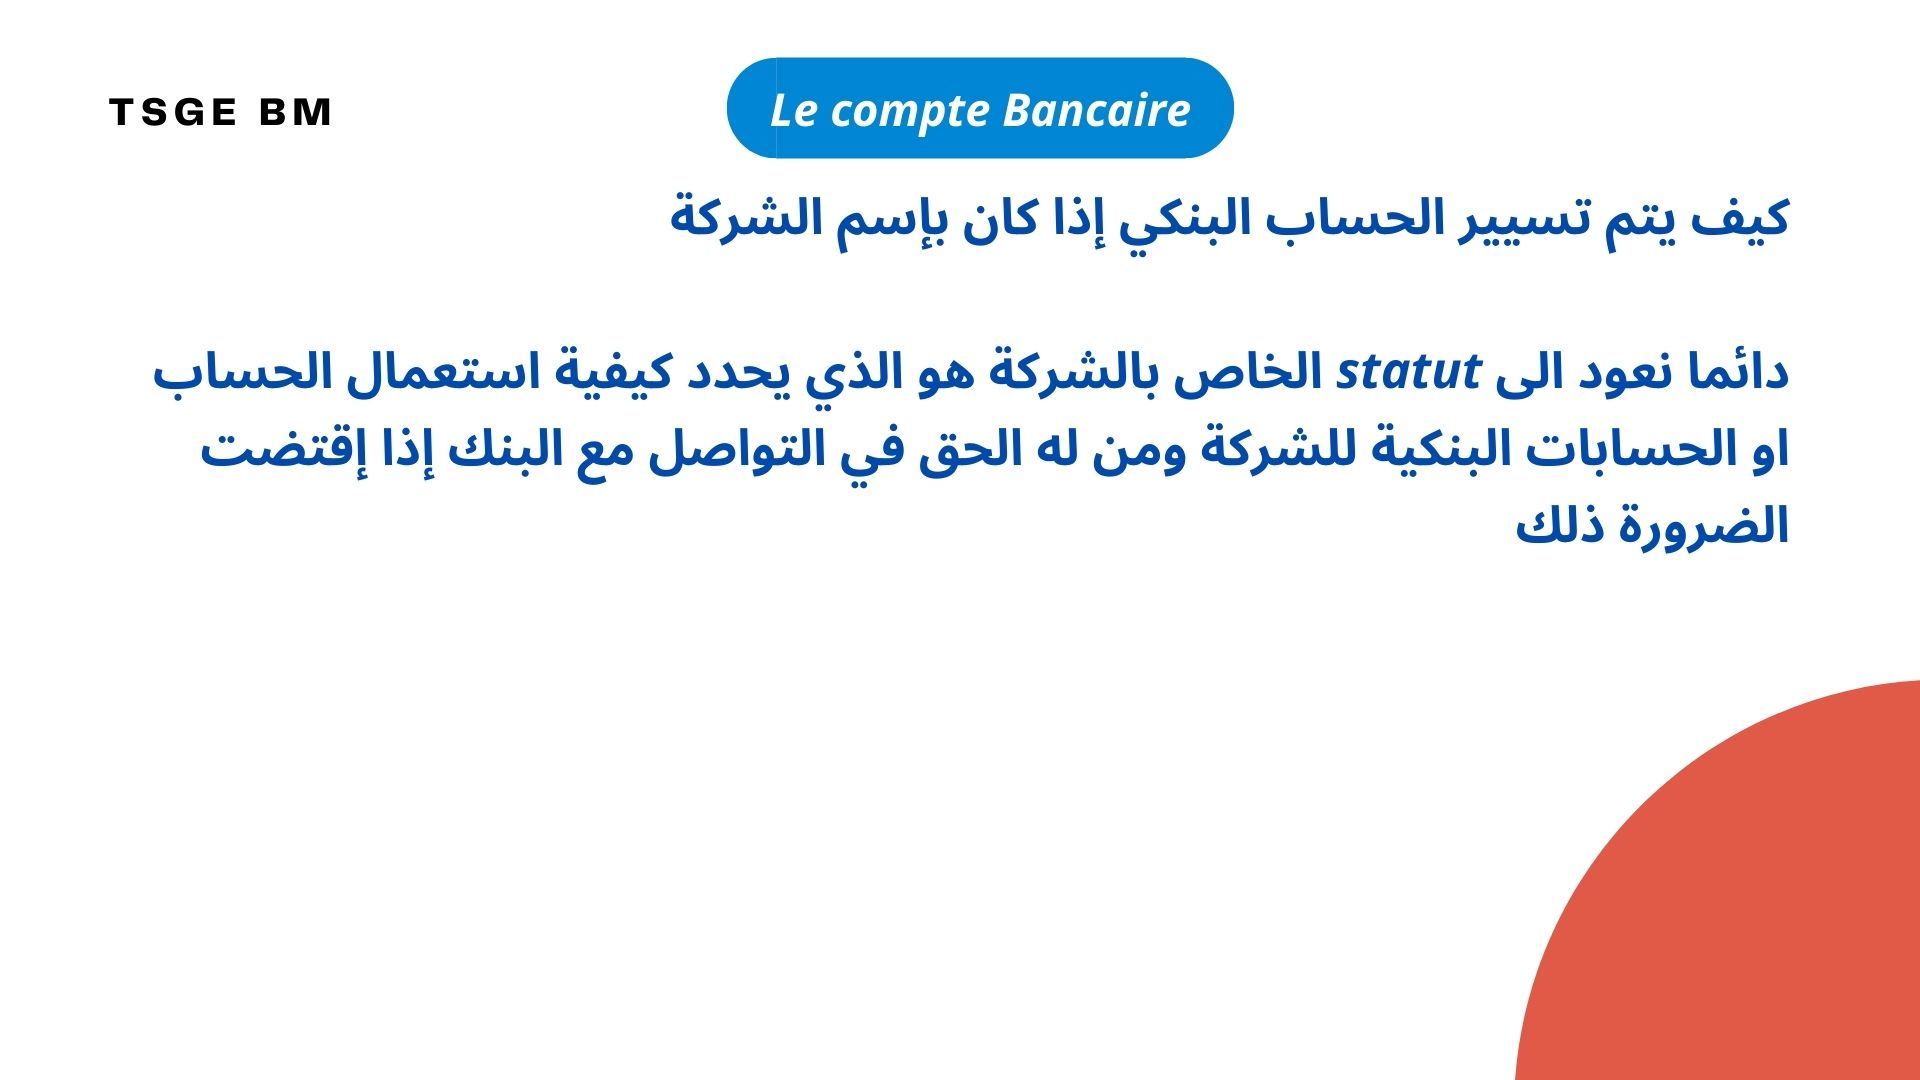 TSGE BM
Le compte Bancaire
كيف يتم تسيير الحساب البنكي إذا كان بإسم الشركة
دائما نعود الى statut الخاص بالشركة هو الذي يحدد كيفية استعمال الحساب
او الحسابات البنكية للشركة ومن له الحق في التواصل مع البنك إذا إقتضت
الضرورة ذلك